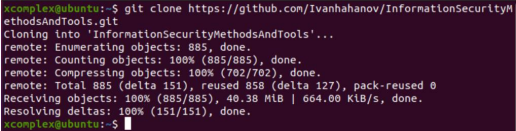 xcomplex@ubuntu:~$ git clone https://github.com/Ivanhahanov/InformationSecurityM
ethodsAndTools.git
Cloning into 'InformationSecurityMethodsAndTools'...
remote: Enumerating objects: 885, done.
remote: Counting objects: 100% (885/885), done.
remote: Compressing objects: 100% (702/702), done.
remote: Total 885 (delta 151), reused 858 (delta 127), pack-reused 0
Receiving objects: 100% (885/885), 40.38 MiB | 664.00 KiB/s, done.
Resolving deltas: 100% (151/151), done.
xcomplex@ubuntu:~$